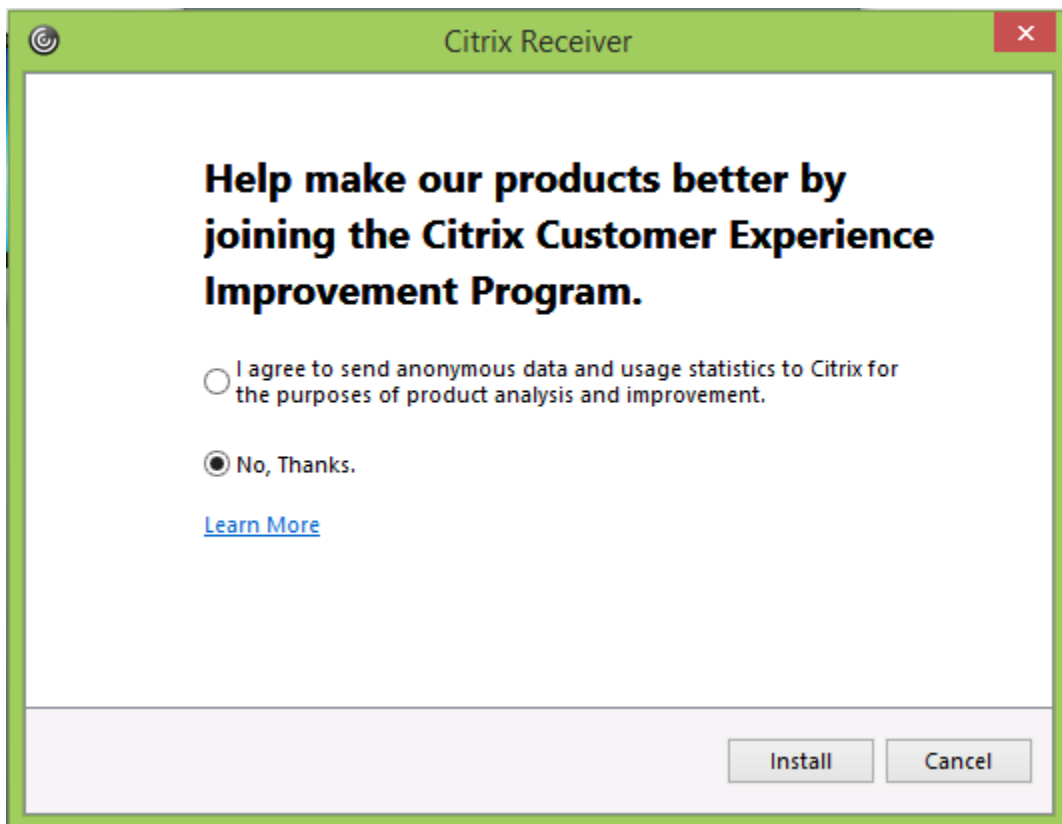 Citrix Receiver
Help make our products better by
joining the Citrix Customer Experience
Improvement Program.
I agree to send anonymous data and usage statistics to Citrix for
the purposes of product analysis and improvement.
No, Thanks.
Learn More
Install
Cancel